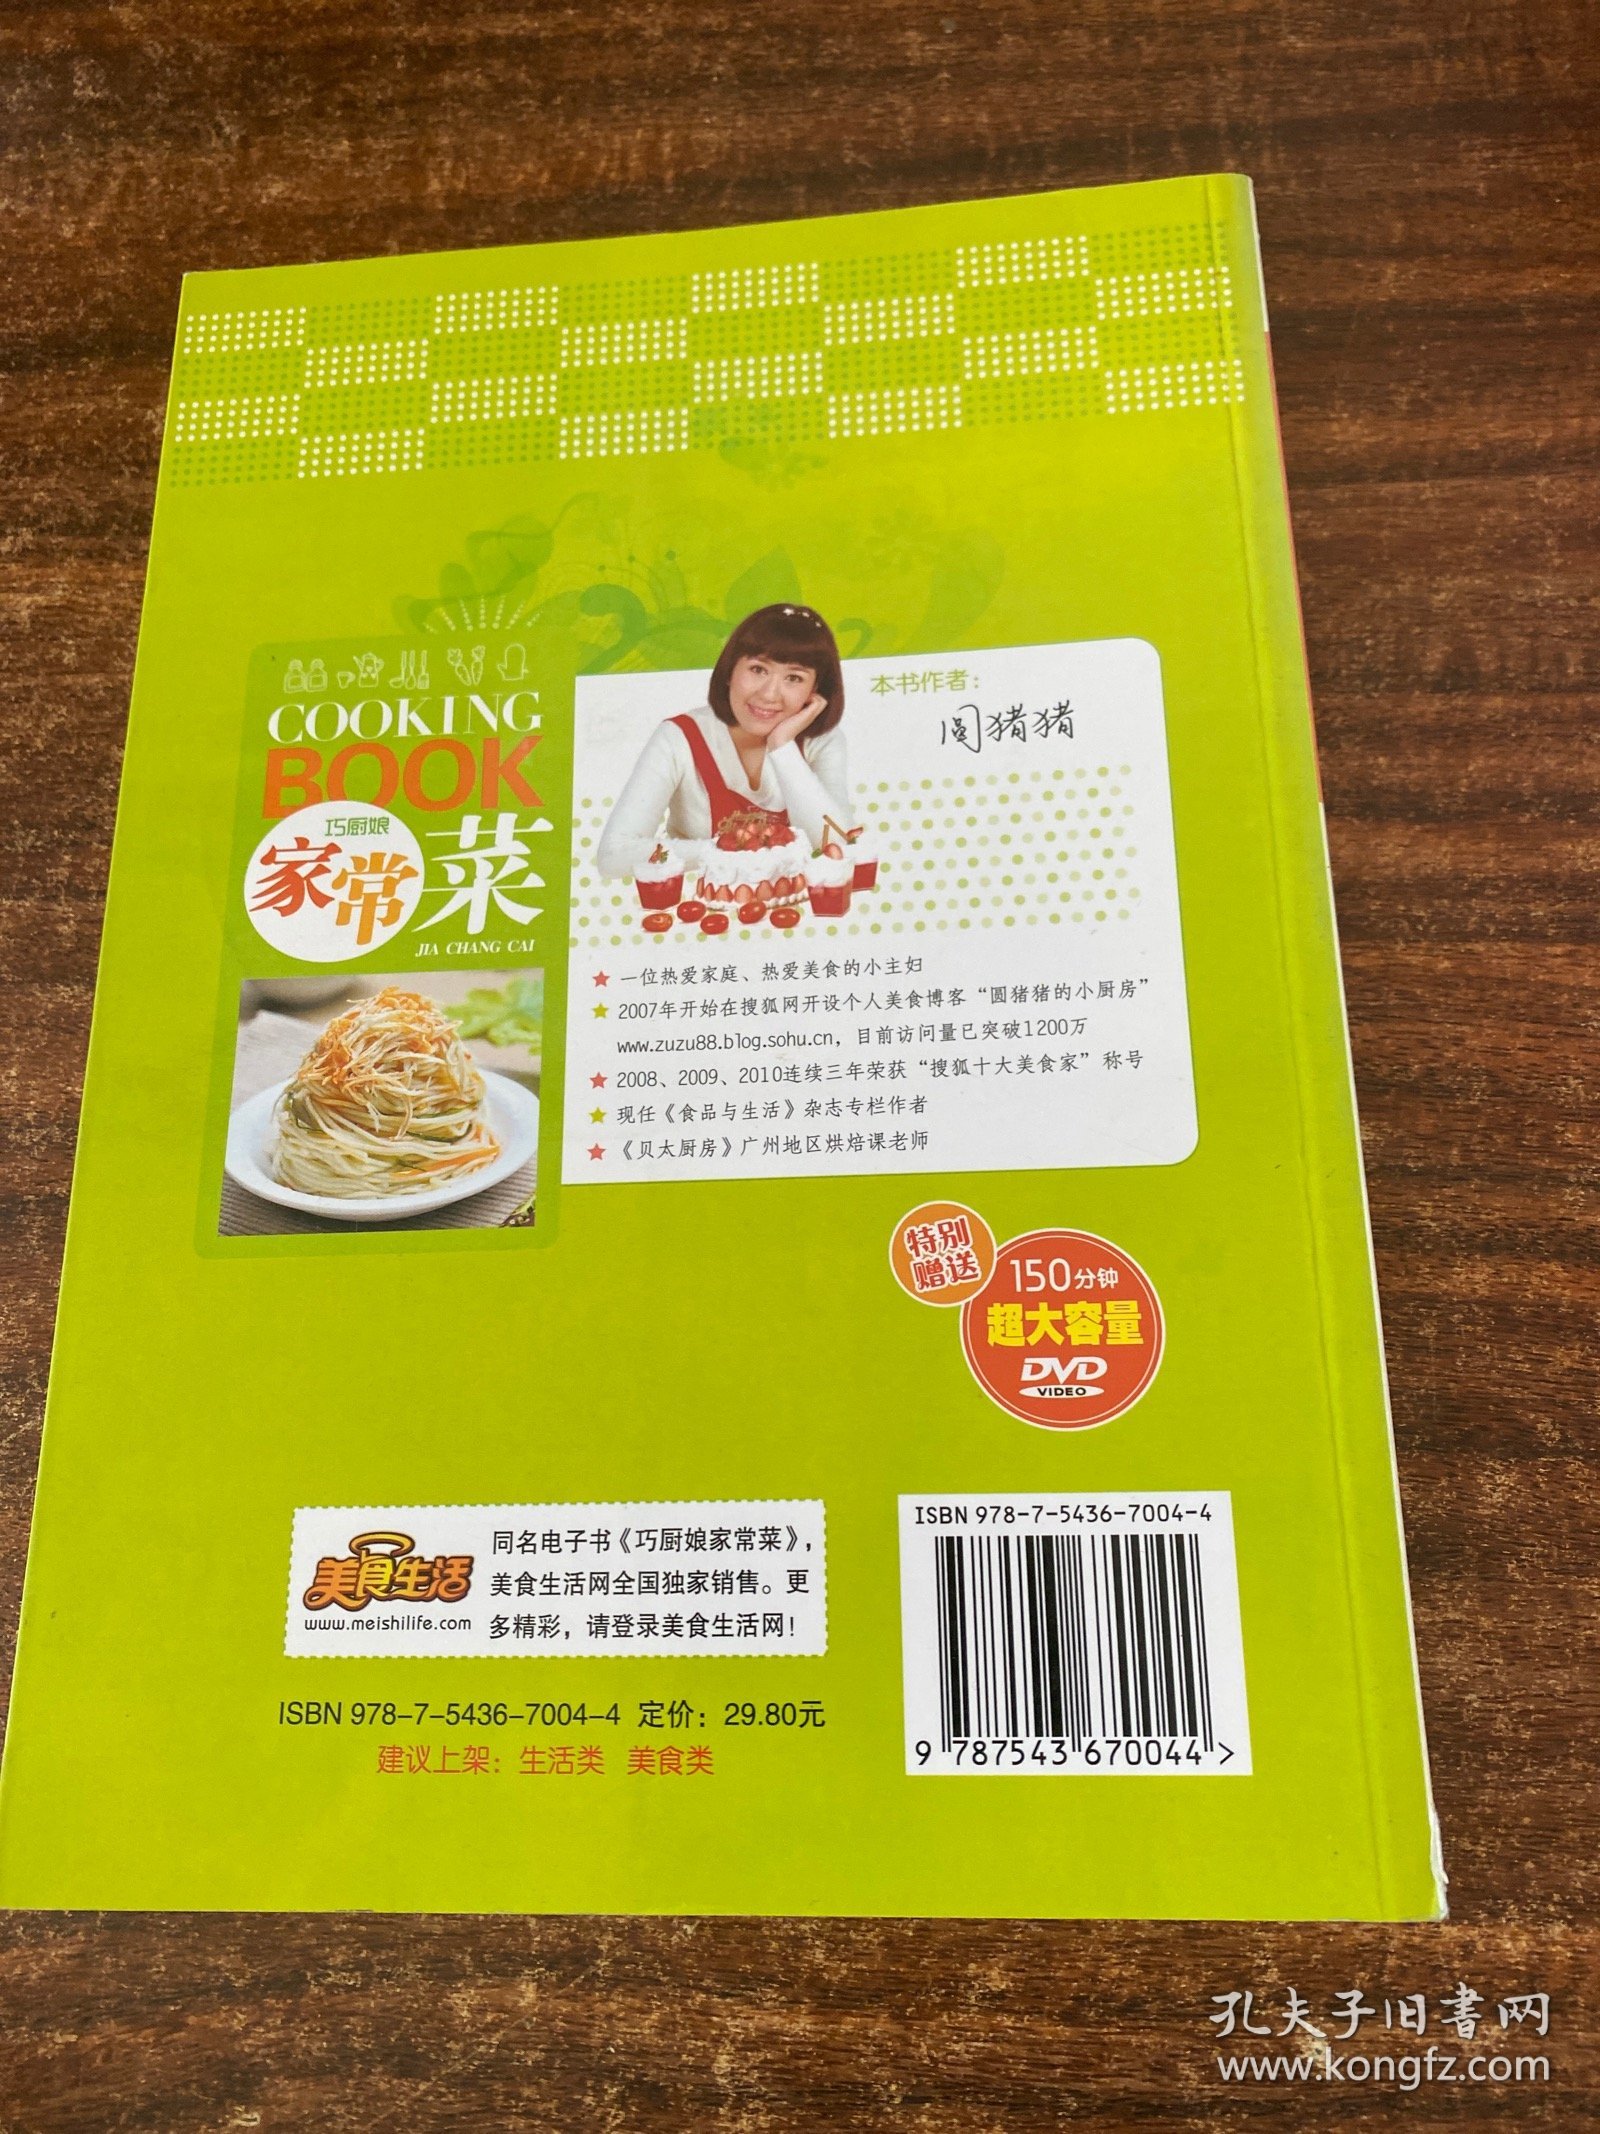 COOKING
BOOK
巧厨娘
家常菜
JIA CHANG CAI
本书作者：
圆猪猪
一位热爱家庭、热爱美食的小主妇
2007年开始在搜狐网开设个人美食博客“圆猪猪的小厨房”
www.zuzu88.blog.sohu.cn，目前访问量已突破1200万
2008、2009、2010连续三年荣获“搜狐十大美食家”称号
现任《食品与生活》杂志专栏作者
《贝太厨房》广州地区烘焙课老师
特别
赠送
150分钟
超大容量
DVD
VIDEO
美食生活
www.meishilife.com
同名电子书《巧厨娘家常菜》，
美食生活网全国独家销售。更
多精彩，请登录美食生活网！
ISBN 978-7-5436-7004-4 定价：29.80元
建议上架：生活类 美食类
ISBN 978-7-5436-7004-4
9 787543 670044 >
孔夫子旧書网
www.kongfz.com